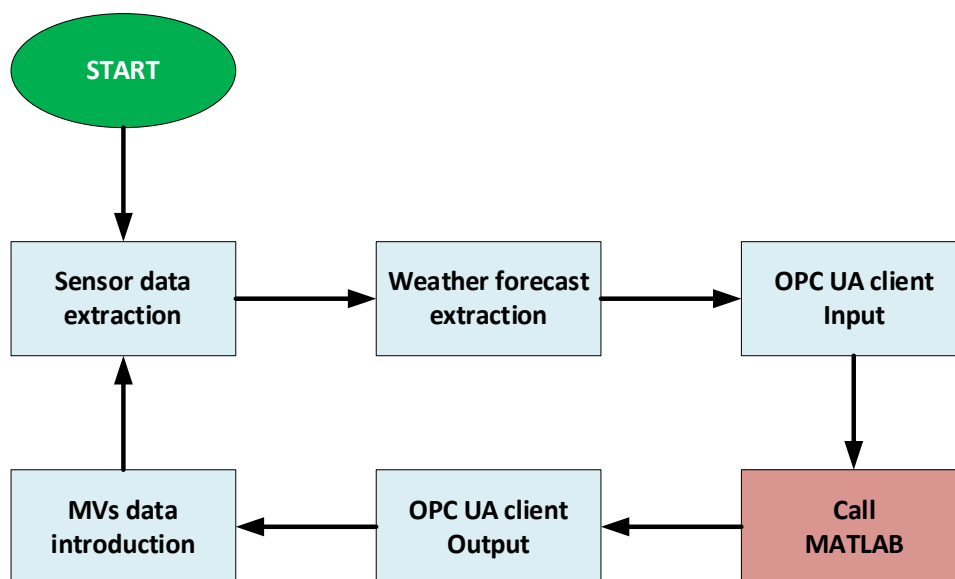 START
Sensor data
extraction
Weather forecast
extraction
OPC UA client
Input
MVs data
introduction
OPC UA client
Output
Call
MATLAB